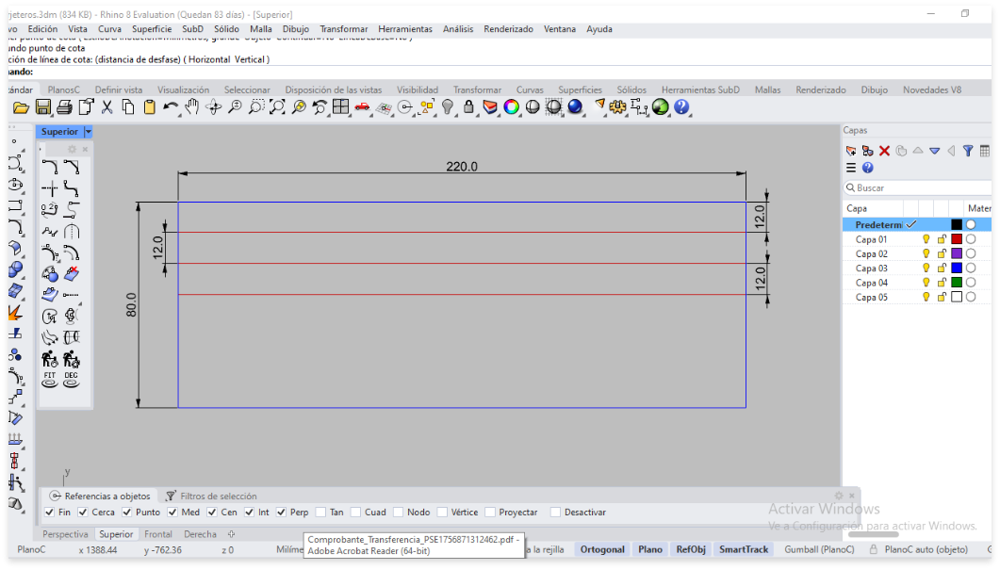 rjeteros.3dm (834 KB) - Rhino 8 Evaluation (Quedan 83 días) - [Superior]
vo Edición Vista Curva Superficie SubD Sólido Malla Dibujo Transformar Herramientas Análisis Renderizado Ventana Ayuda
undo punto de cota
ción de línea de cota: (distancia de desfase) ( Horizontal Vertical )
ando:
ándar PlanosC Definir vista Visualización Seleccionar Disposición de las vistas Visibilidad Transformar Curvas Superficies Sólidos Herramientas SubD Mallas Renderizado Dibujo Novedades V8
Superior
Capas
Buscar
Capa Mater
Predeterm
Capa 01
Capa 02
Capa 03
Capa 04
Capa 05
220.0
12.0
12.0
12.0
80.0
FIT DEG
y
Referencias a objetos Filtros de selección
Fin Cerca Punto Med Cen Int Perp Tan Cuad Nodo Vértice Proyectar Desactivar
Activar Windows
Ve a Configuración para activar Windows.
Perspectiva Superior Frontal Derecha
Comprobante_Transferencia_PSE1756871312462.pdf -
Adobe Acrobat Reader (64-bit)
PlanoC x 1388.44 y -762.36 z 0 Milíme a la rejilla Ortogonal Plano RefObj SmartTrack Gumball (PlanoC) PlanoC auto (objeto)